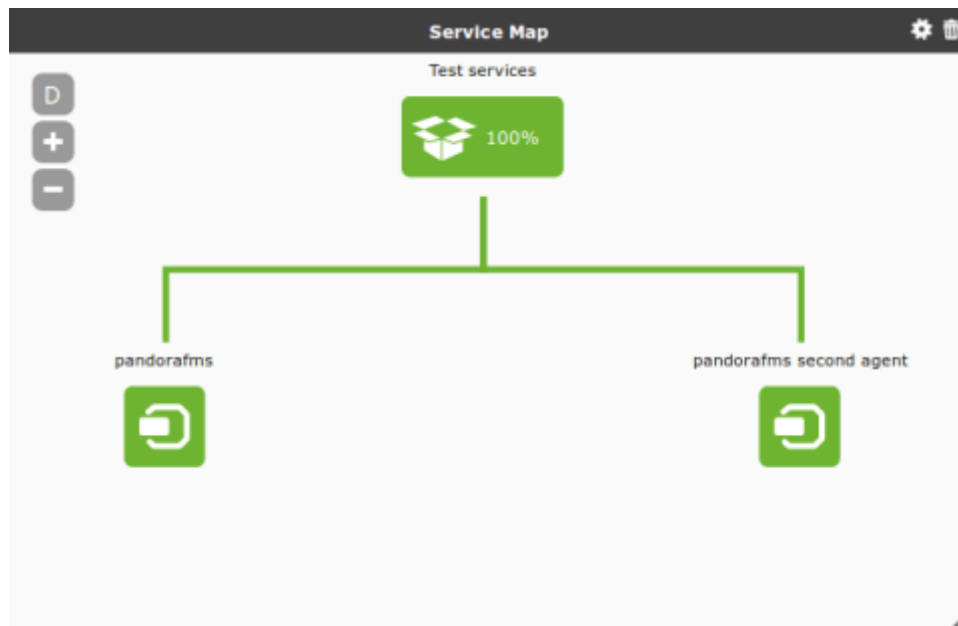 Service Map
Test services
D
100%
pandorafms
pandorafms second agent